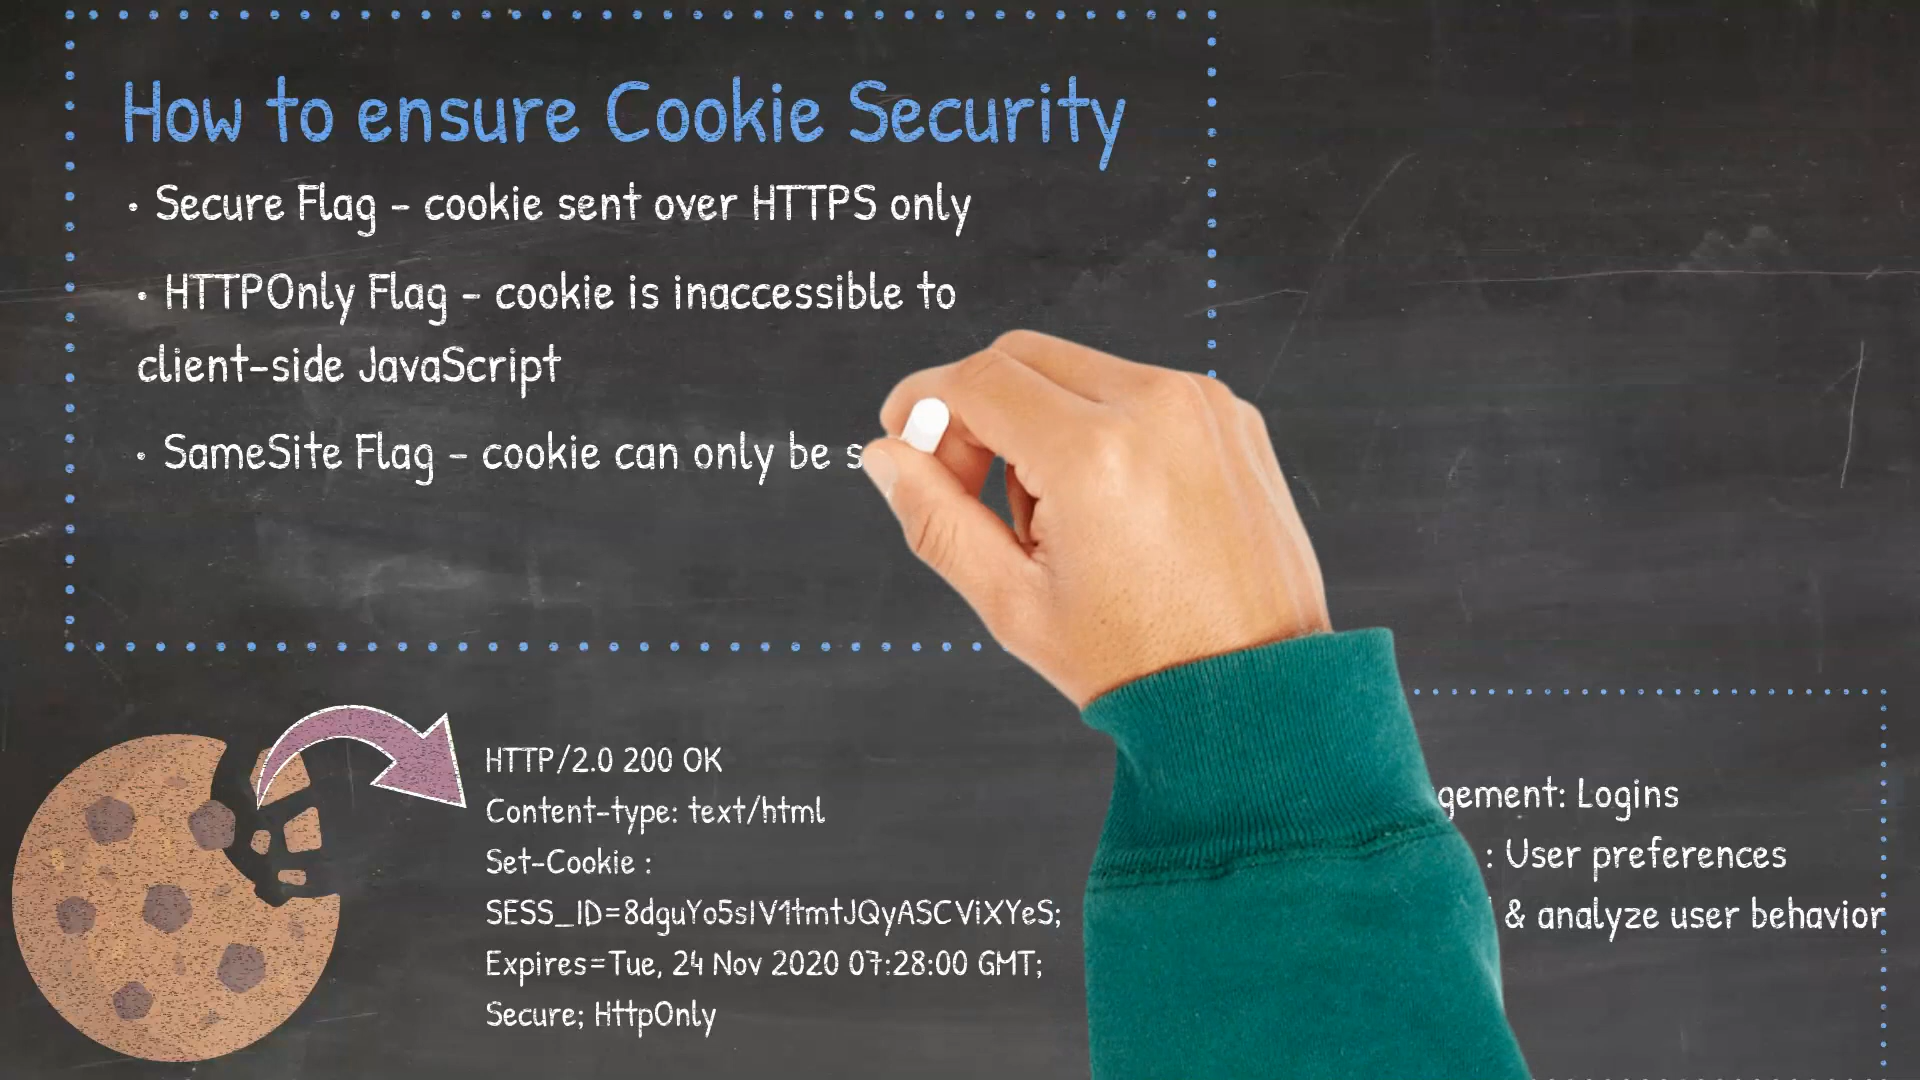 How to ensure Cookie Security
• Secure Flag - cookie sent over HTTPS only
• HTTPOnly Flag - cookie is inaccessible to
client-side JavaScript
• SameSite Flag - cookie can only be s
HTTP/2.0 200 OK
Content-type: text/html
Set-Cookie :
SESS_ID=8dguYo5sIV1tmtJQyASCViXYeS;
Expires=Tue, 24 Nov 2020 07:28:00 GMT;
Secure; HttpOnly
gement: Logins
: User preferences
& analyze user behavior